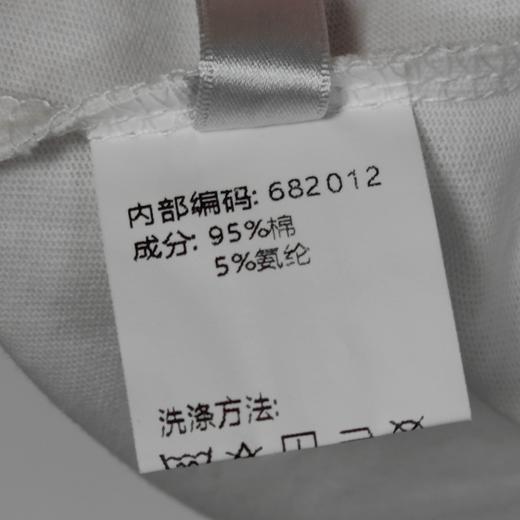 内部编码: 682012
成分: 95%棉
5%氨纶
洗涤方法: